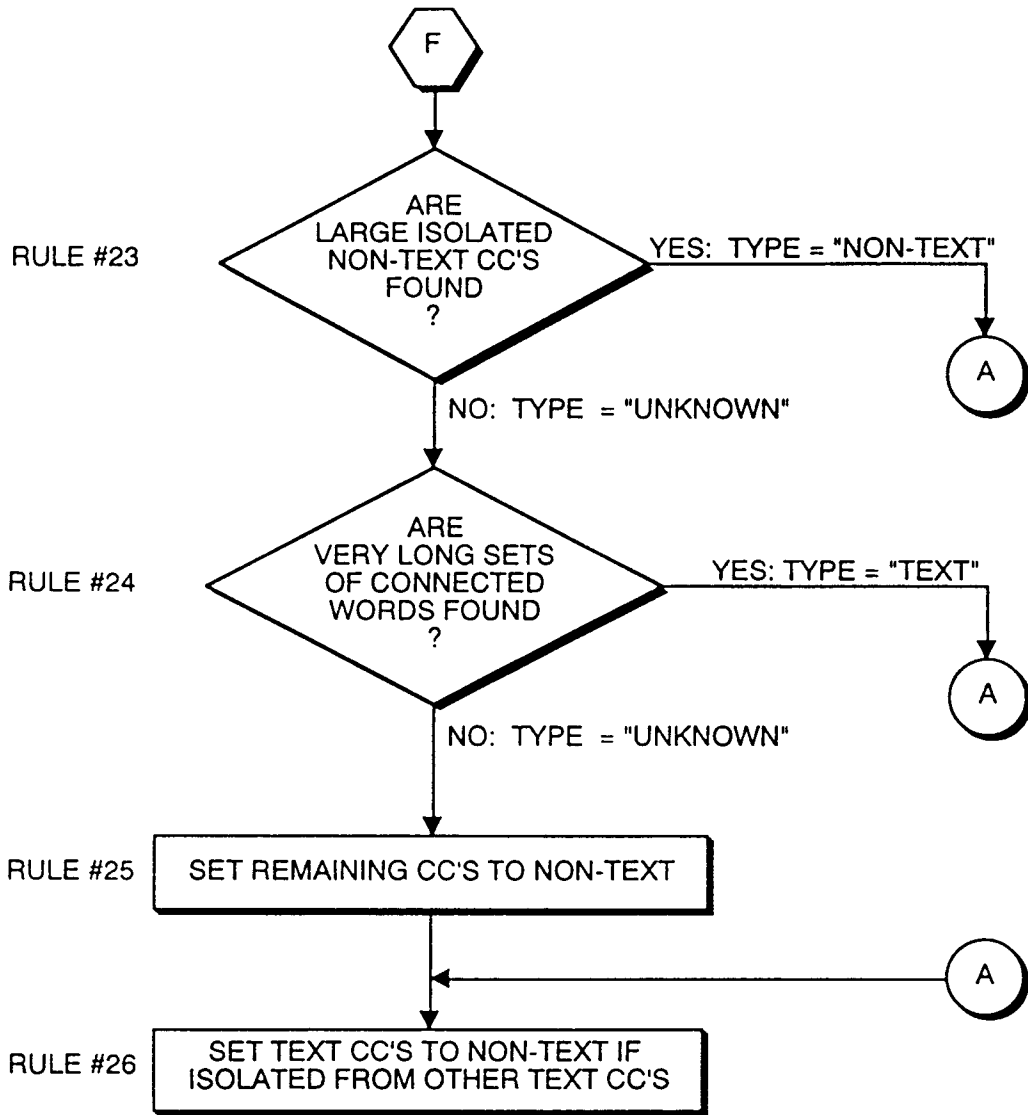 F
ARE
LARGE ISOLATED
NON-TEXT CC'S
FOUND
?
RULE #23
YES: TYPE = "NON-TEXT"
A
NO: TYPE = "UNKNOWN"
ARE
VERY LONG SETS
OF CONNECTED
WORDS FOUND
?
RULE #24
YES: TYPE = "TEXT"
A
NO: TYPE = "UNKNOWN"
RULE #25
SET REMAINING CC'S TO NON-TEXT
A
RULE #26
SET TEXT CC'S TO NON-TEXT IF
ISOLATED FROM OTHER TEXT CC'S